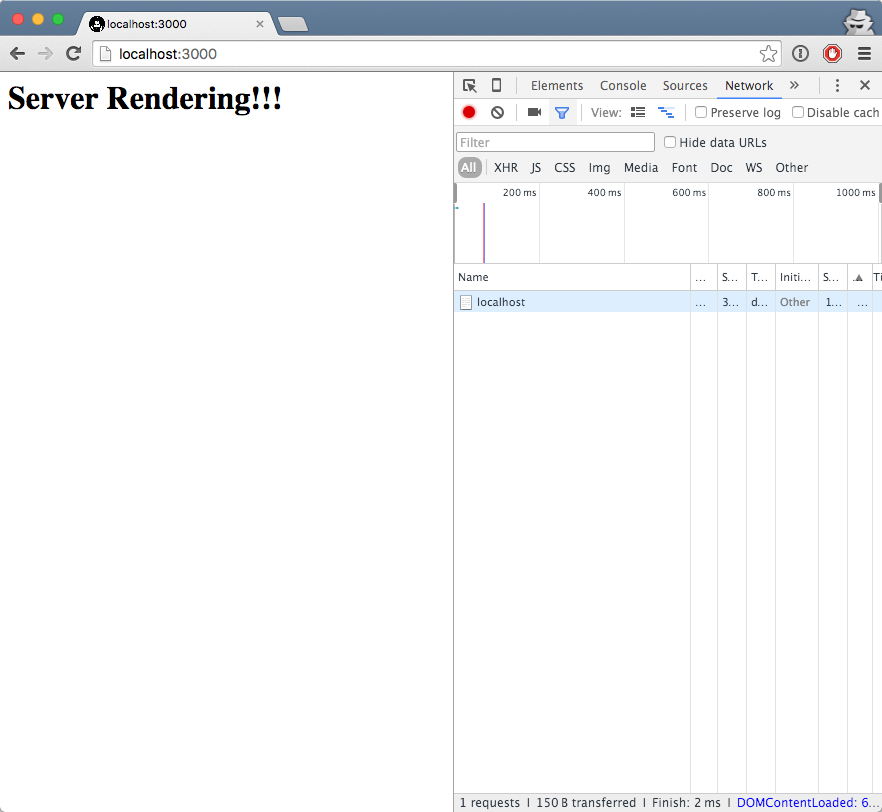 localhost:3000
localhost:3000
Server Rendering!!!
Elements Console Sources Network »
View: Preserve log Disable cach
Filter Hide data URLs
All XHR JS CSS Img Media Font Doc WS Other
200 ms 400 ms 600 ms 800 ms 1000 ms
Name ... S... T... Initi... S... ... Ti
localhost ... 3... d... Other 1... ...
1 requests | 150 B transferred | Finish: 2 ms | DOMContentLoaded: 6...